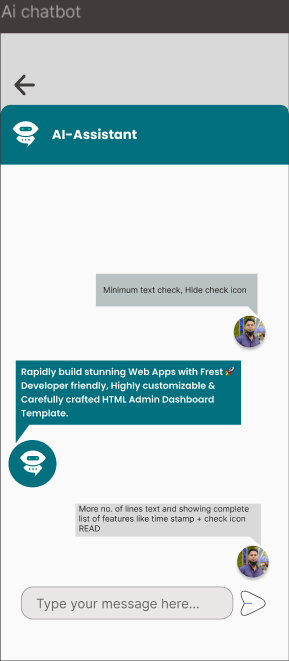 Ai chatbot
AI-Assistant
Minimum text check, Hide check icon
Rapidly build stunning Web Apps with Frest 🚀
Developer friendly, Highly customizable &
Carefully crafted HTML Admin Dashboard
Template.
More no. of lines text and showing complete
list of features like time stamp + check icon
READ
Type your message here...